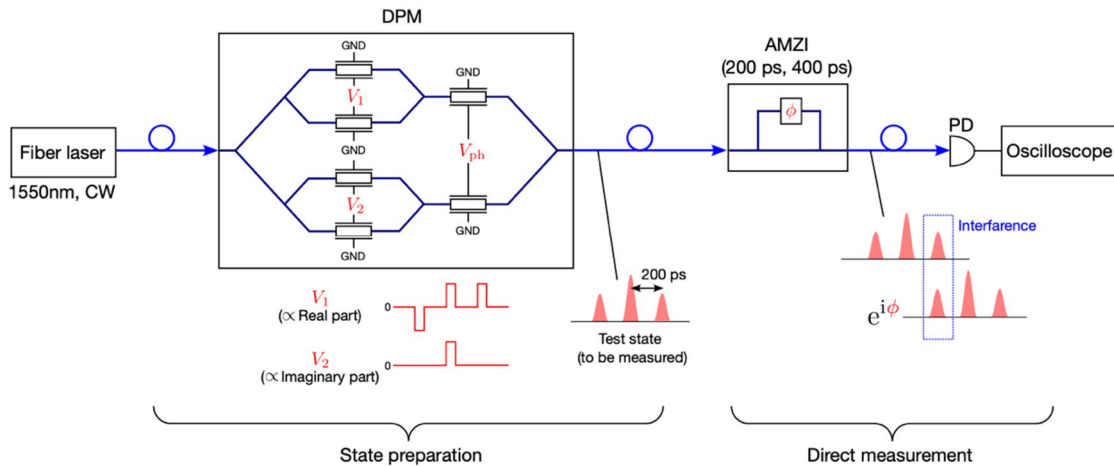 DPM
GND
V1
GND
GND
V2
GND
GND
Vph
GND
Fiber laser
1550nm, CW
AMZI
(200 ps, 400 ps)
ϕ
PD
Oscilloscope
Interfarence
e^iϕ
200 ps
Test state
(to be measured)
V1
(∝Real part)
0
V2
(∝Imaginary part)
0
State preparation
Direct measurement